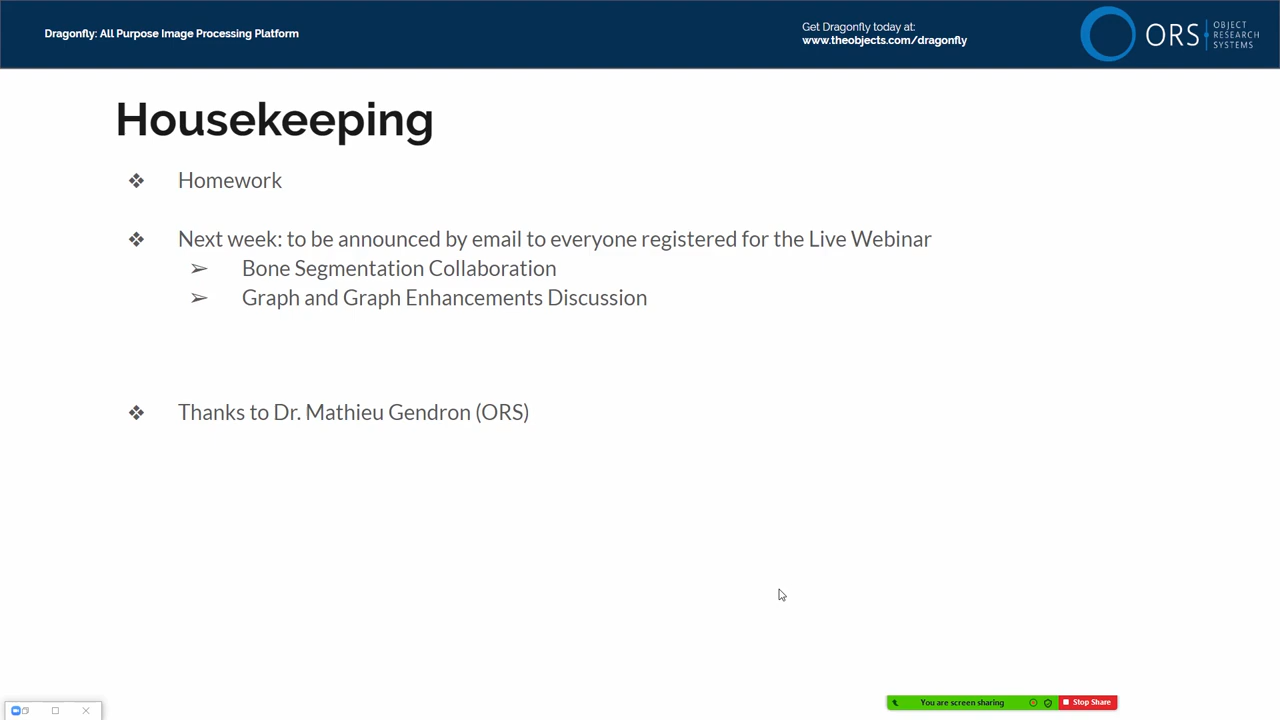 Dragonfly: All Purpose Image Processing Platform
Get Dragonfly today at:
www.theobjects.com/dragonfly
ORS
OBJECT
RESEARCH
SYSTEMS
Housekeeping
❖ Homework
❖ Next week: to be announced by email to everyone registered for the Live Webinar
➢ Bone Segmentation Collaboration
➢ Graph and Graph Enhancements Discussion
❖ Thanks to Dr. Mathieu Gendron (ORS)
You are screen sharing
Stop Share